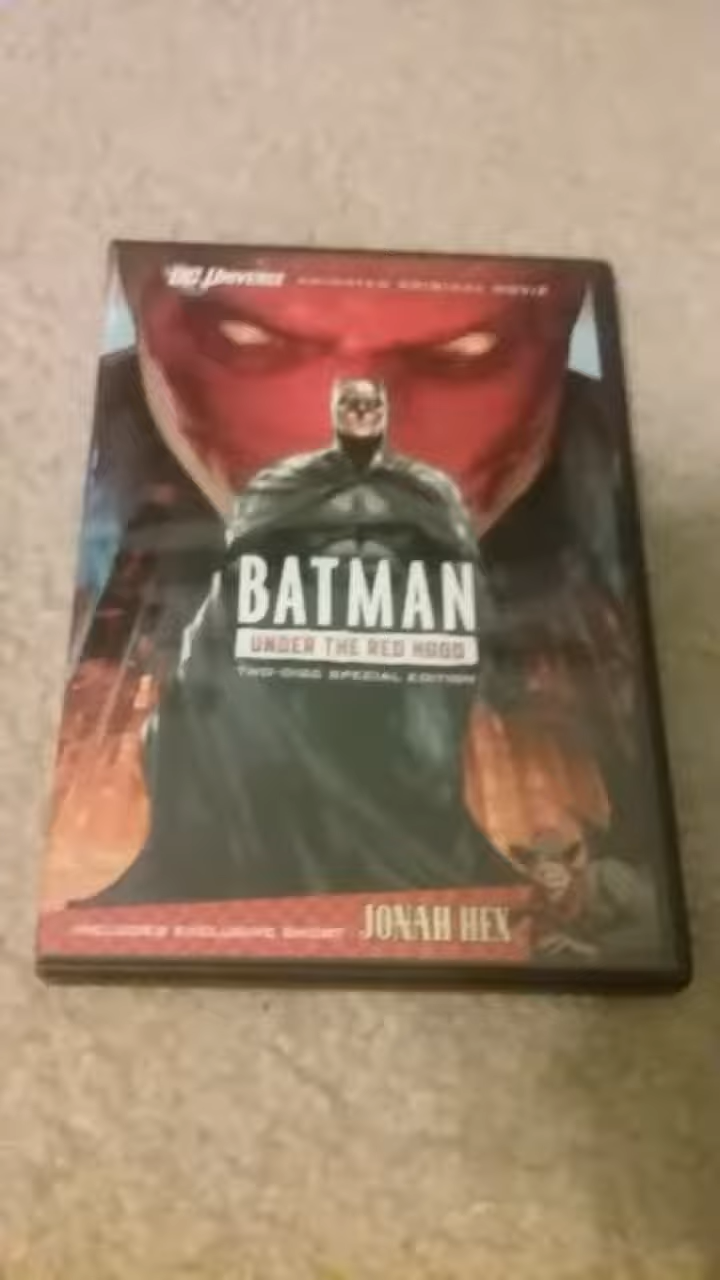 DC UNIVERSE ANIMATED ORIGINAL MOVIE
BATMAN
UNDER THE RED HOOD
TWO-DISC SPECIAL EDITION
INCLUDES EXCLUSIVE SHORT JONAH HEX